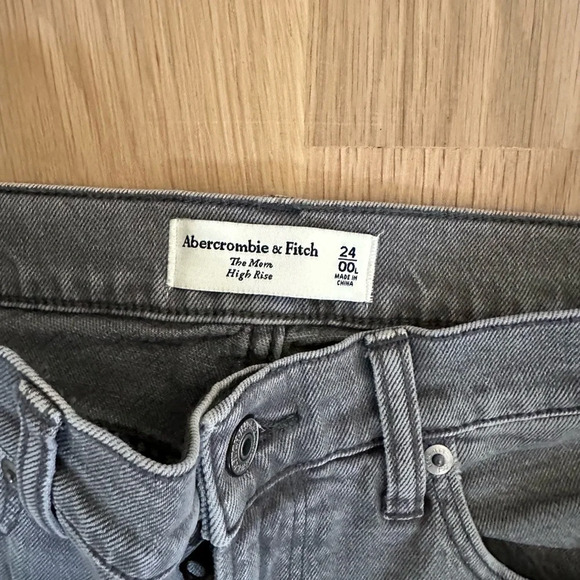 Abercrombie & Fitch
The Mom
High Rise
24
00L
MADE IN
CHINA